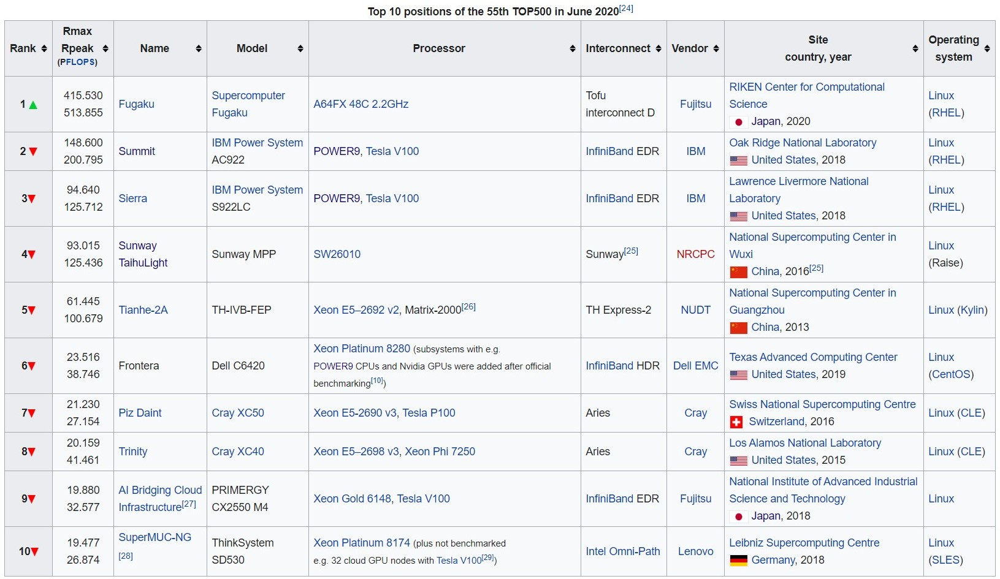 Top 10 positions of the 55th TOP500 in June 2020[24]
Rank
Rmax
Rpeak
(PFLOPS)
Name
Model
Processor
Interconnect
Vendor
Site
country, year
Operating
system
1
415.530
513.855
Fugaku
Supercomputer
Fugaku
A64FX 48C 2.2GHz
Tofu
interconnect D
Fujitsu
RIKEN Center for Computational
Science
Japan, 2020
Linux
(RHEL)
2
148.600
200.795
Summit
IBM Power System
AC922
POWER9, Tesla V100
InfiniBand EDR
IBM
Oak Ridge National Laboratory
United States, 2018
Linux
(RHEL)
3
94.640
125.712
Sierra
IBM Power System
S922LC
POWER9, Tesla V100
InfiniBand EDR
IBM
Lawrence Livermore National
Laboratory
United States, 2018
Linux
(RHEL)
4
93.015
125.436
Sunway
TaihuLight
Sunway MPP
SW26010
Sunway[25]
NRCPC
National Supercomputing Center in
Wuxi
China, 2016[25]
Linux
(Raise)
5
61.445
100.679
Tianhe-2A
TH-IVB-FEP
Xeon E5–2692 v2, Matrix-2000[26]
TH Express-2
NUDT
National Supercomputing Center in
Guangzhou
China, 2013
Linux (Kylin)
6
23.516
38.746
Frontera
Dell C6420
Xeon Platinum 8280 (subsystems with e.g.
POWER9 CPUs and Nvidia GPUs were added after official
benchmarking[10])
InfiniBand HDR
Dell EMC
Texas Advanced Computing Center
United States, 2019
Linux
(CentOS)
7
21.230
27.154
Piz Daint
Cray XC50
Xeon E5-2690 v3, Tesla P100
Aries
Cray
Swiss National Supercomputing Centre
Switzerland, 2016
Linux (CLE)
8
20.159
41.461
Trinity
Cray XC40
Xeon E5–2698 v3, Xeon Phi 7250
Aries
Cray
Los Alamos National Laboratory
United States, 2015
Linux (CLE)
9
19.880
32.577
AI Bridging Cloud
Infrastructure[27]
PRIMERGY
CX2550 M4
Xeon Gold 6148, Tesla V100
InfiniBand EDR
Fujitsu
National Institute of Advanced Industrial
Science and Technology
Japan, 2018
Linux
10
19.477
26.874
SuperMUC-NG
[28]
ThinkSystem
SD530
Xeon Platinum 8174 (plus not benchmarked
e.g. 32 cloud GPU nodes with Tesla V100[29])
Intel Omni-Path
Lenovo
Leibniz Supercomputing Centre
Germany, 2018
Linux
(SLES)